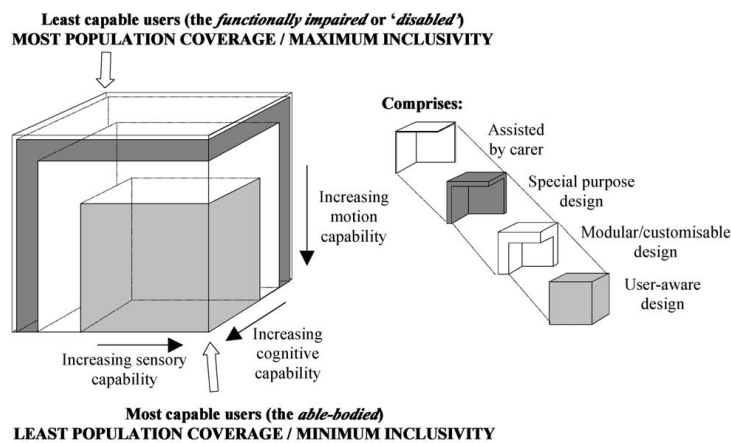 Least capable users (the functionally impaired or ‘disabled’)
MOST POPULATION COVERAGE / MAXIMUM INCLUSIVITY
Comprises:
Assisted
by carer
Special purpose
design
Modular/customisable
design
User-aware
design
Increasing
motion
capability
Increasing
cognitive
capability
Increasing sensory
capability
Most capable users (the able-bodied)
LEAST POPULATION COVERAGE / MINIMUM INCLUSIVITY